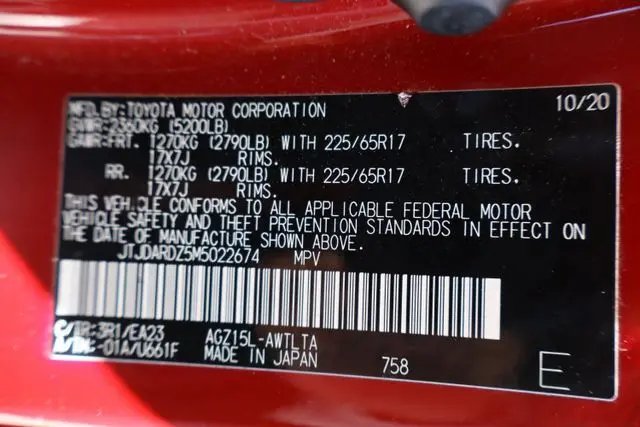 MFD.BY:TOYOTA MOTOR CORPORATION 10/20
GVWR:2360KG (5200LB)
GAWR:FRT. 1270KG (2790LB) WITH 225/65R17 TIRES.
17X7J RIMS.
RR. 1270KG (2790LB) WITH 225/65R17 TIRES.
17X7J RIMS.
THIS VEHICLE CONFORMS TO ALL APPLICABLE FEDERAL MOTOR
VEHICLE SAFETY AND THEFT PREVENTION STANDARDS IN EFFECT ON
THE DATE OF MANUFACTURE SHOWN ABOVE.
JTJDARDZ5M5022674 MPV
C/TR:3R1/EA23 AGZ15L-AWTLTA
A/TM:-01A/U661F MADE IN JAPAN 758 E